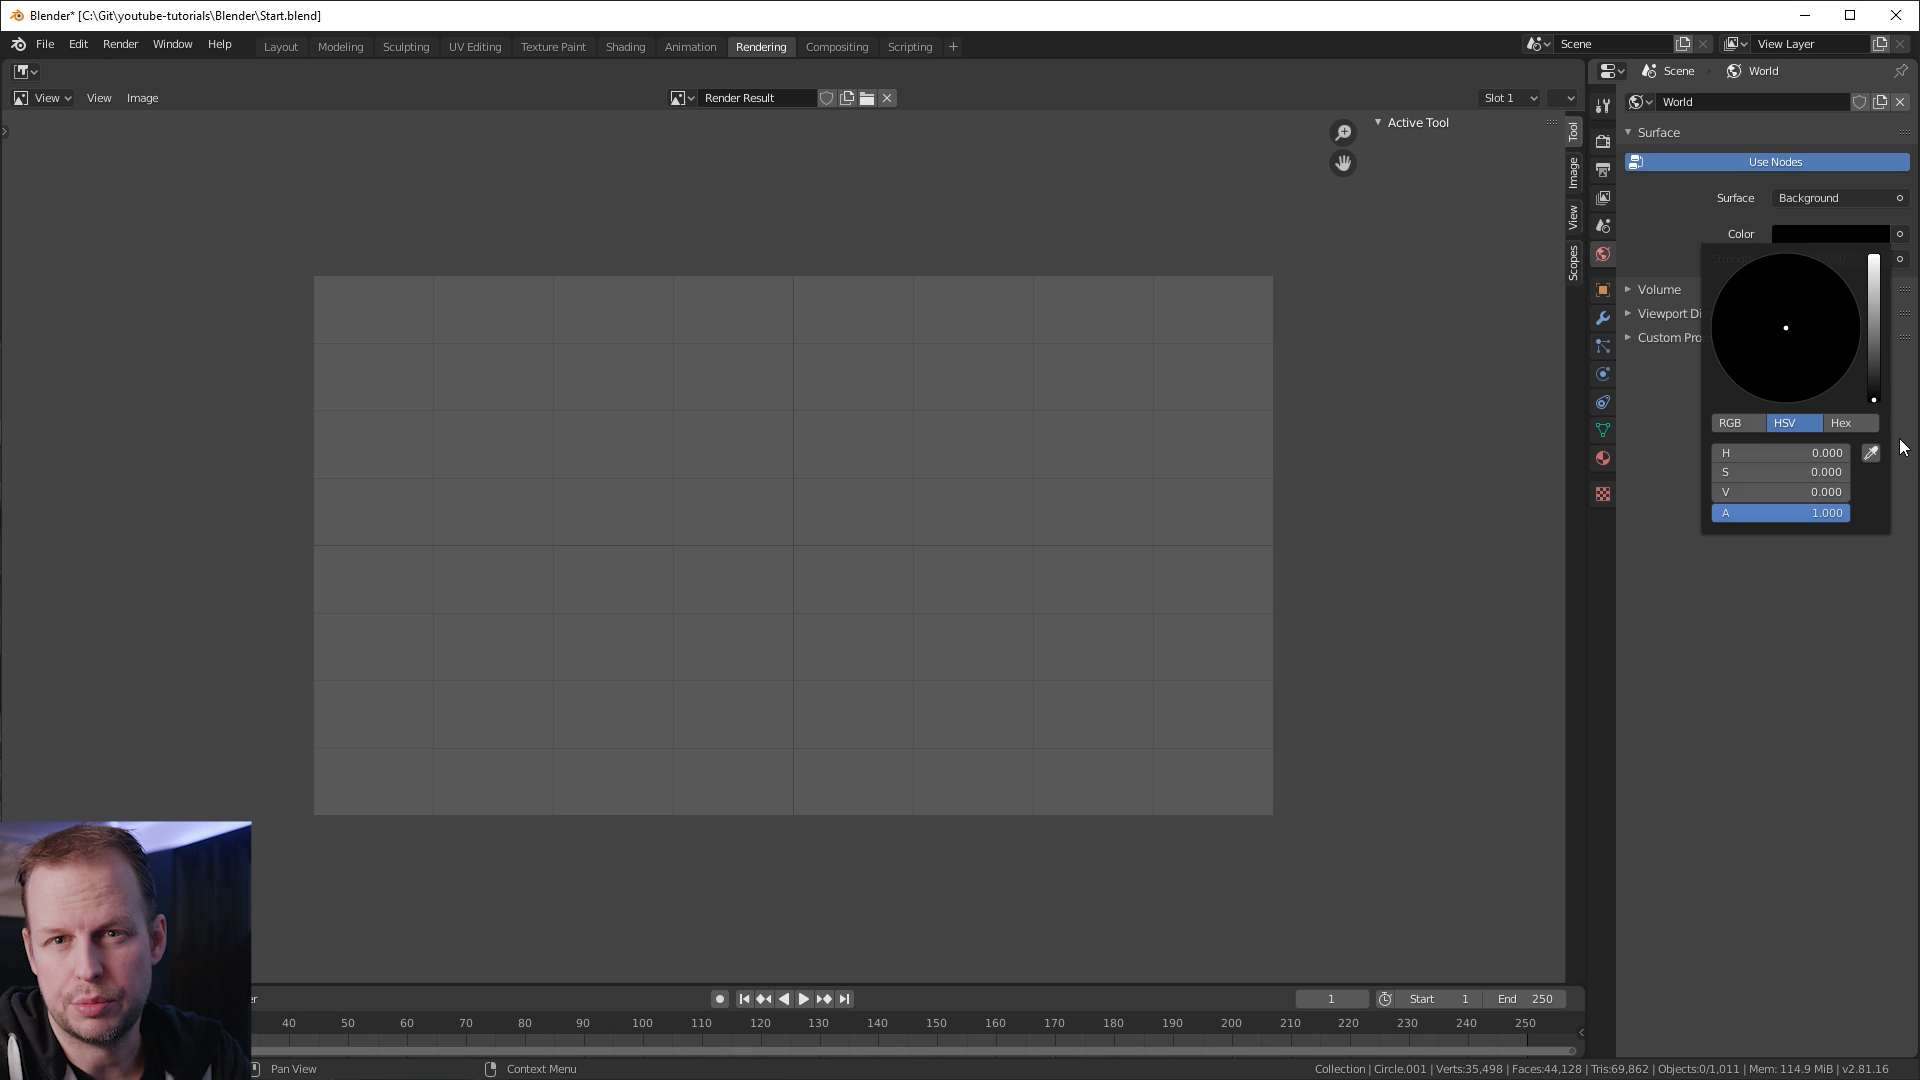 Blender* [C:\Git\youtube-tutorials\Blender\Start.blend]
File Edit Render Window Help Layout Modeling Sculpting UV Editing Texture Paint Shading Animation Rendering Compositing Scripting + Scene View Layer
Scene World
View View Image Render Result Slot 1
World
Active Tool
Surface
Use Nodes
Surface Background
Color
Tool
Image
View
Scopes
Volume
Viewport Di
Custom Pro
RGB HSV Hex
H 0.000
S 0.000
V 0.000
A 1.000
er 1 Start 1 End 250
40 50 60 70 80 90 100 110 120 130 140 150 160 170 180 190 200 210 220 230 240 250
Pan View Context Menu Collection | Circle.001 | Verts:35,498 | Faces:44,128 | Tris:69,862 | Objects:0/1,011 | Mem: 114.9 MiB | v2.81.16